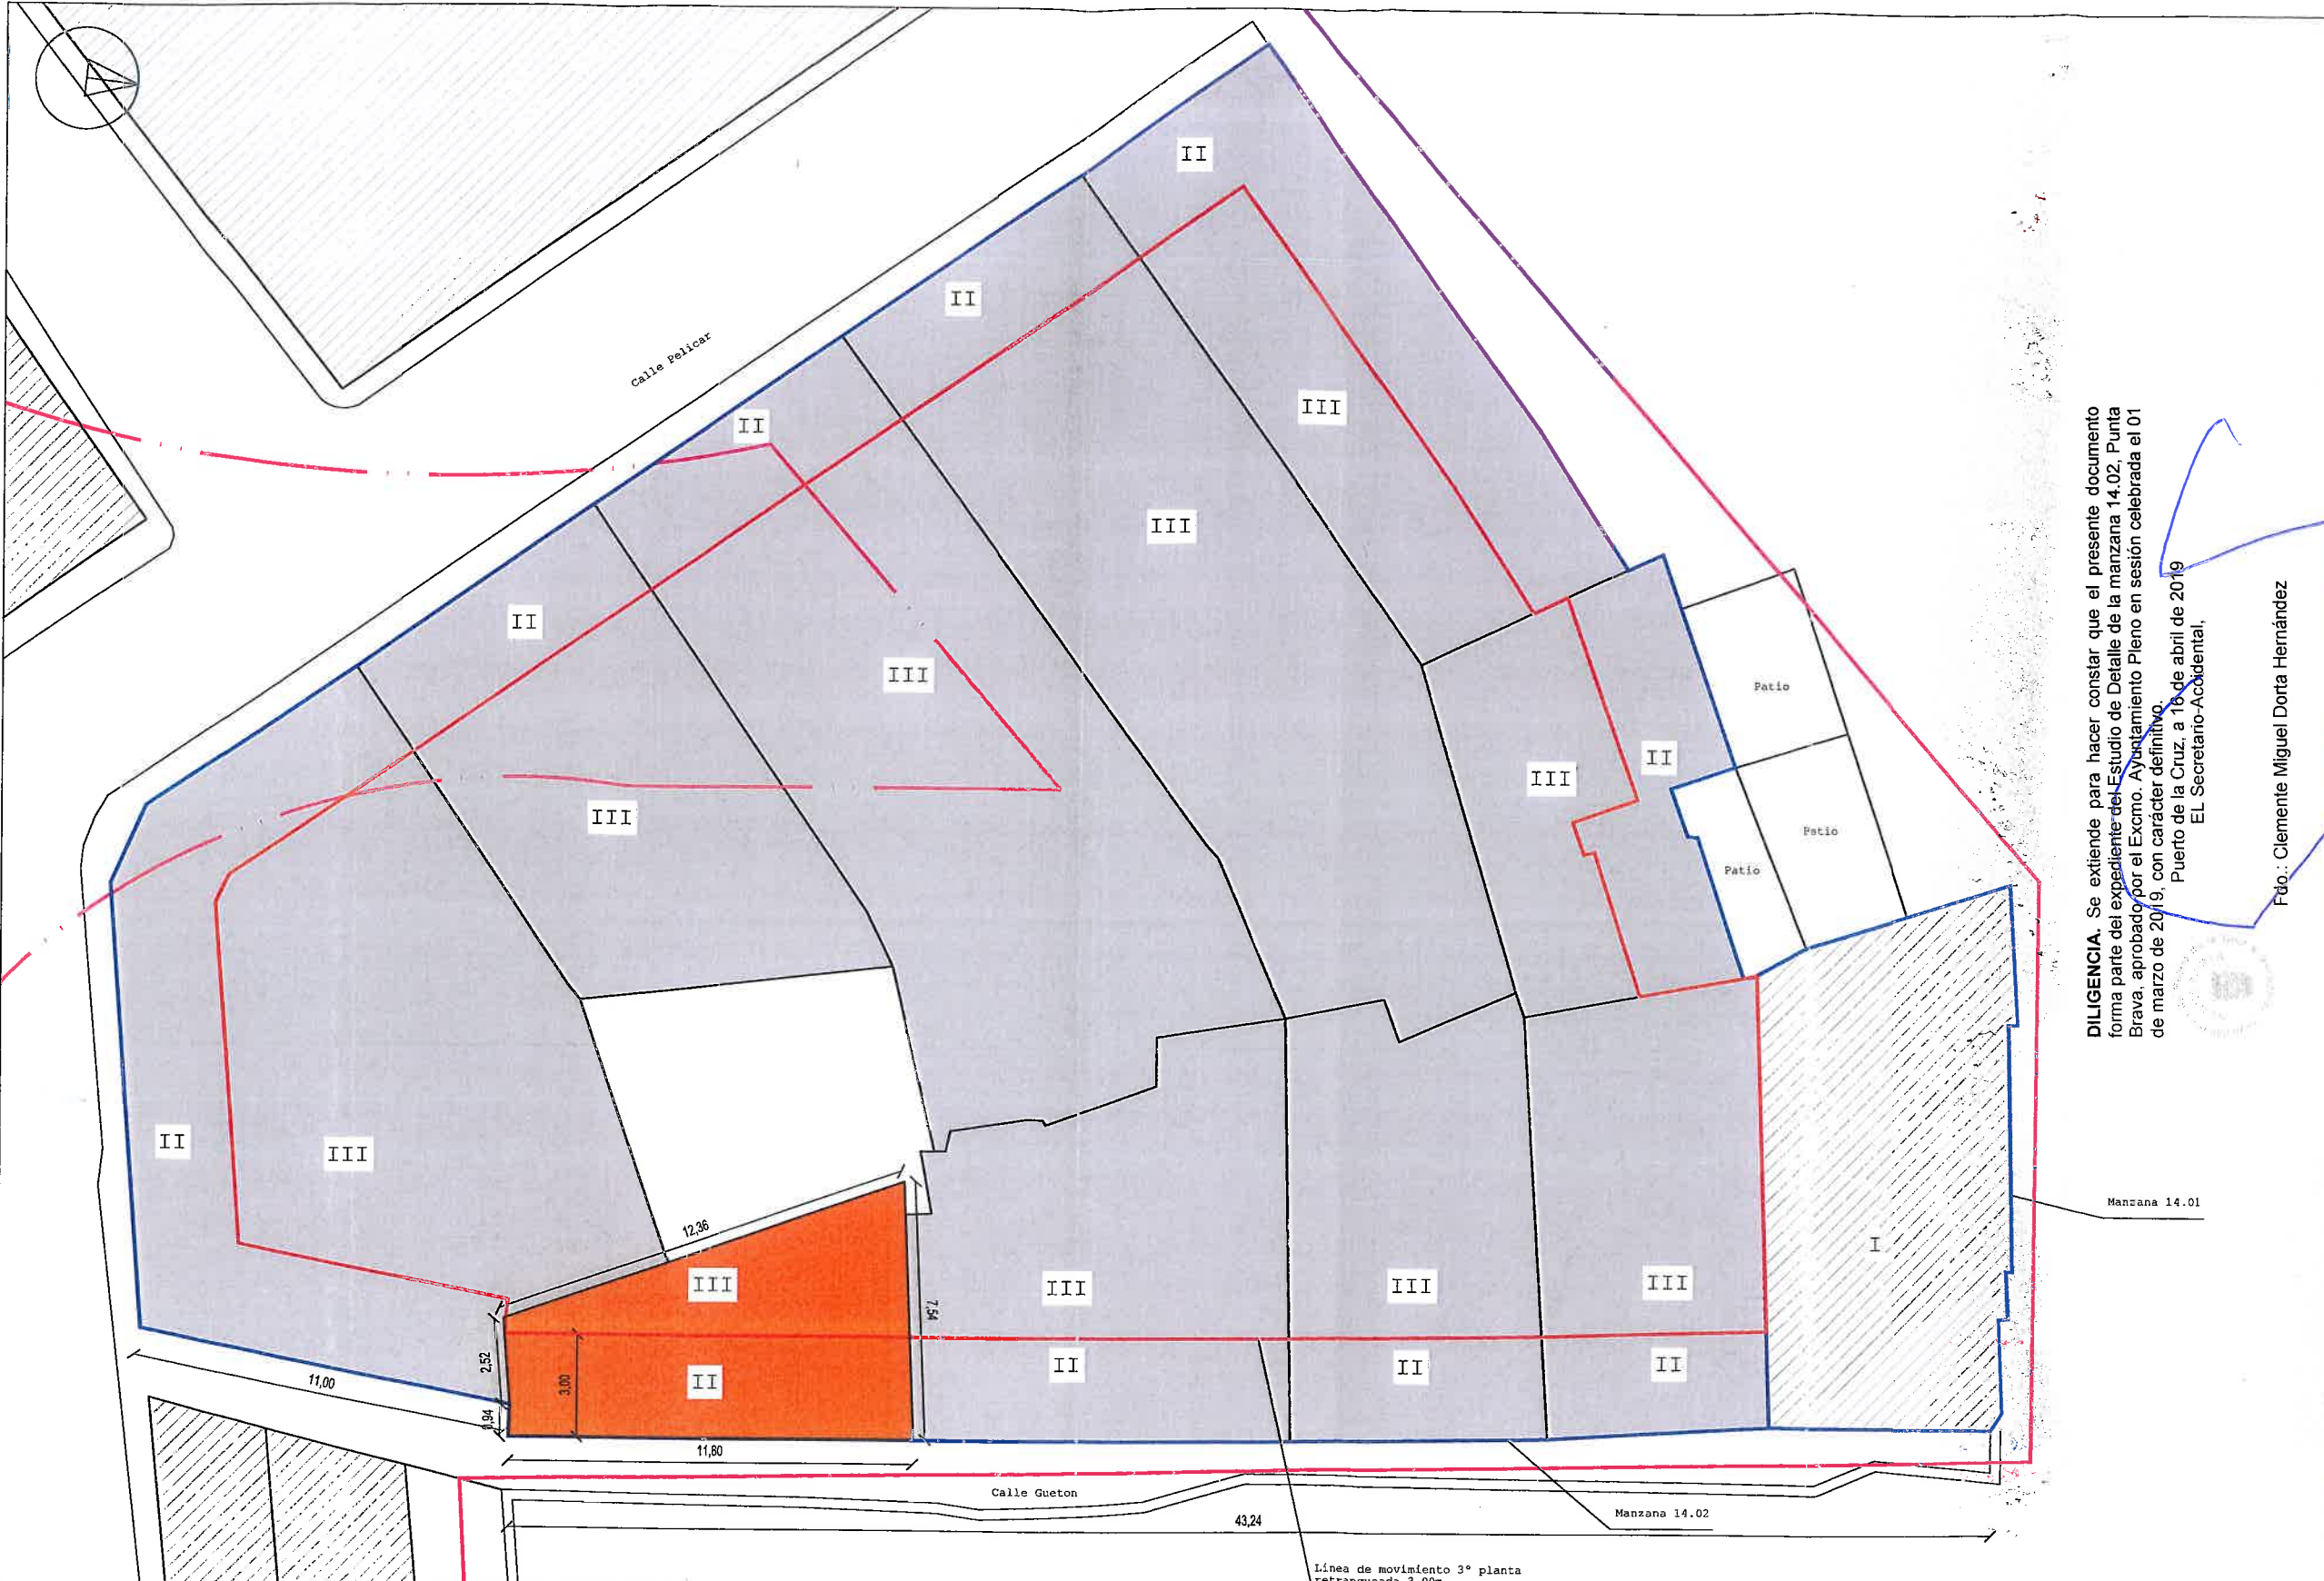 II
II
II
II
III
III
III
III
III
III
II
II
III
III
II
III
II
III
II
III
II
I
Calle Pelicar
Patio
Patio
Patio
12,36
7,54
2,52
3,00
0,94
11,00
11,60
43,24
Calle Gueton
Manzana 14.01
Manzana 14.02
Línea de movimiento 3º planta
retranqueada 3,00m
DILIGENCIA. Se extiende para hacer constar que el presente documento
forma parte del expediente del Estudio de Detalle de la manzana 14.02, Punta
Brava, aprobado por el Excmo. Ayuntamiento Pleno en sesión celebrada el 01
de marzo de 2019, con carácter definitivo.
Puerto de la Cruz, a 16 de abril de 2019
EL Secretario-Accidental,
Fdo.: Clemente Miguel Dorta Hernández